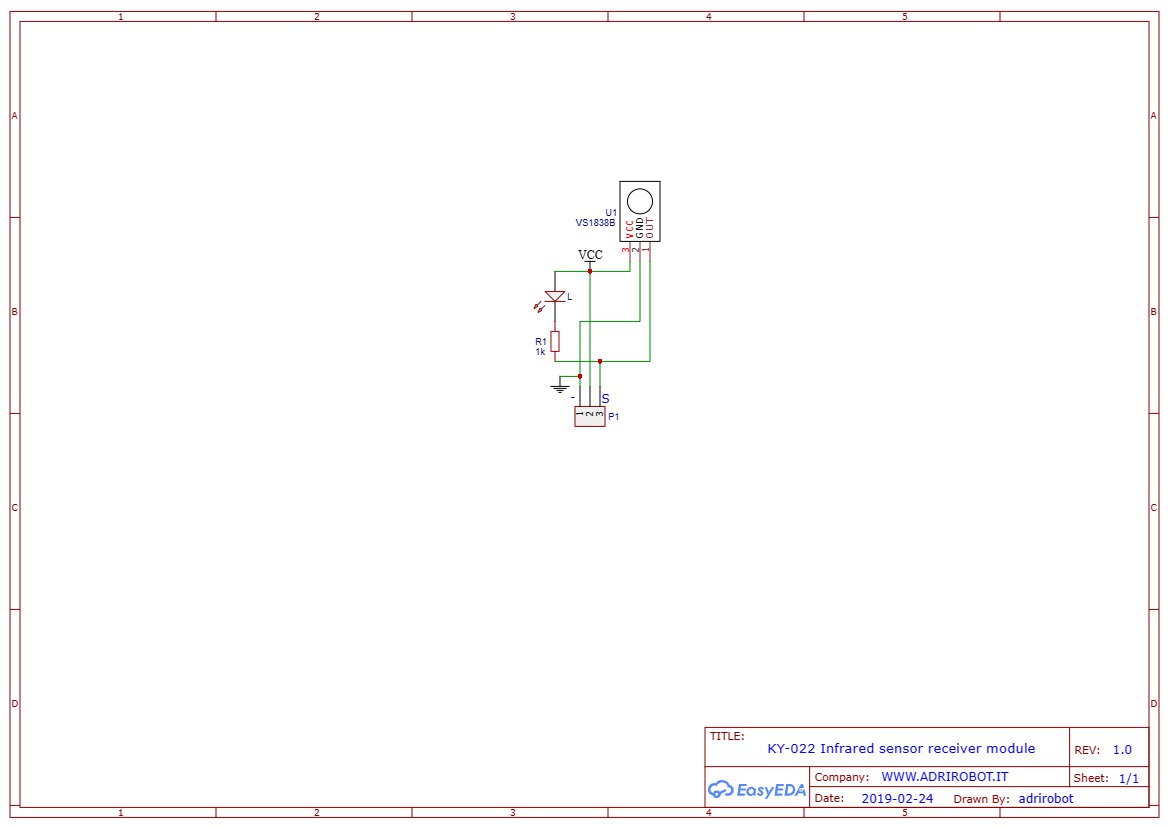 1 2 3 4 5
A A
U1
VS1838B
VCC
GND
OUT
3 2 1
VCC
L
B B
R1
1k
- S
1 2 3
P1
C C
D D
TITLE:
KY-022 Infrared sensor receiver module
REV: 1.0
EasyEDA
Company: WWW.ADRIROBOT.IT
Sheet: 1/1
Date: 2019-02-24 Drawn By: adrirobot
1 2 3 4 5